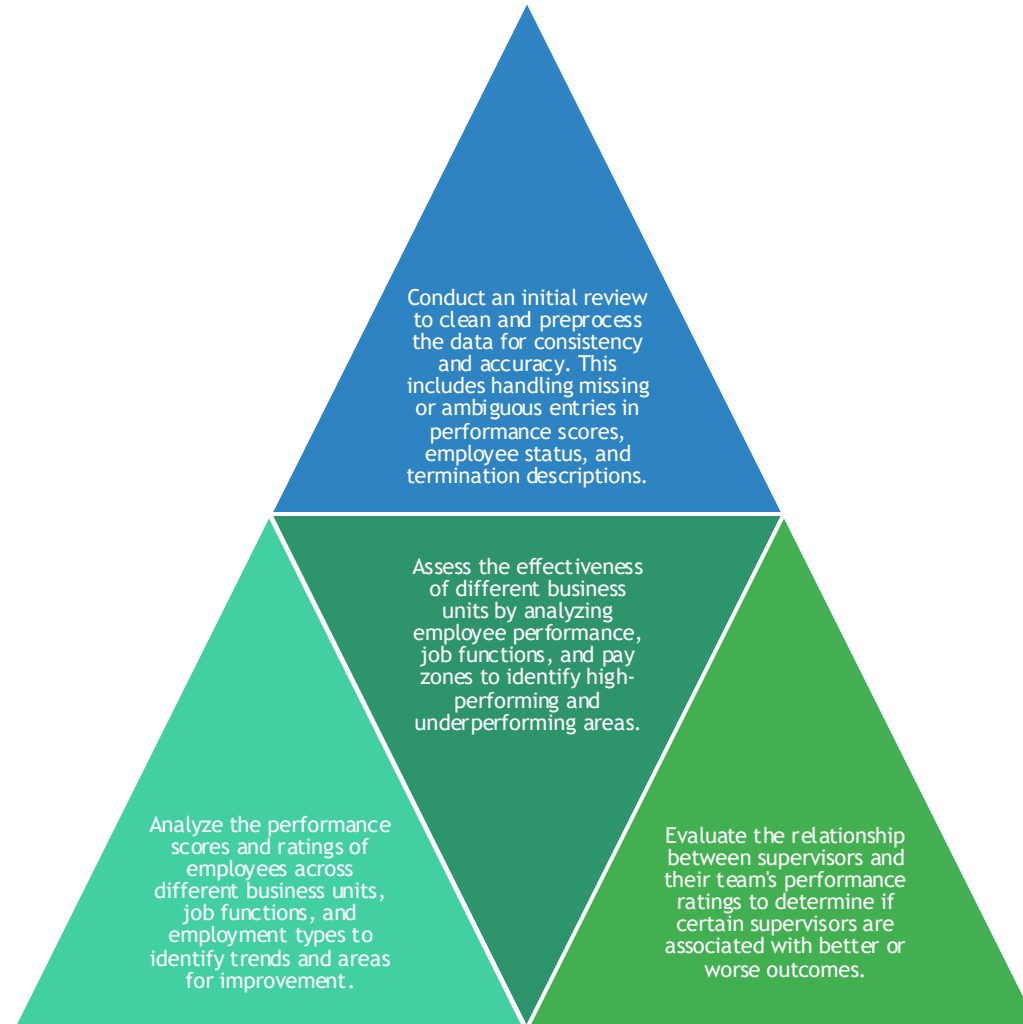 Conduct an initial review
to clean and preprocess
the data for consistency
and accuracy. This
includes handling missing
or ambiguous entries in
performance scores,
employee status, and
termination descriptions.
Assess the effectiveness
of different business
units by analyzing
employee performance,
job functions, and pay
zones to identify high-
performing and
underperforming areas.
Analyze the performance
scores and ratings of
employees across
different business units,
job functions, and
employment types to
identify trends and areas
for improvement.
Evaluate the relationship
between supervisors and
their team's performance
ratings to determine if
certain supervisors are
associated with better or
worse outcomes.